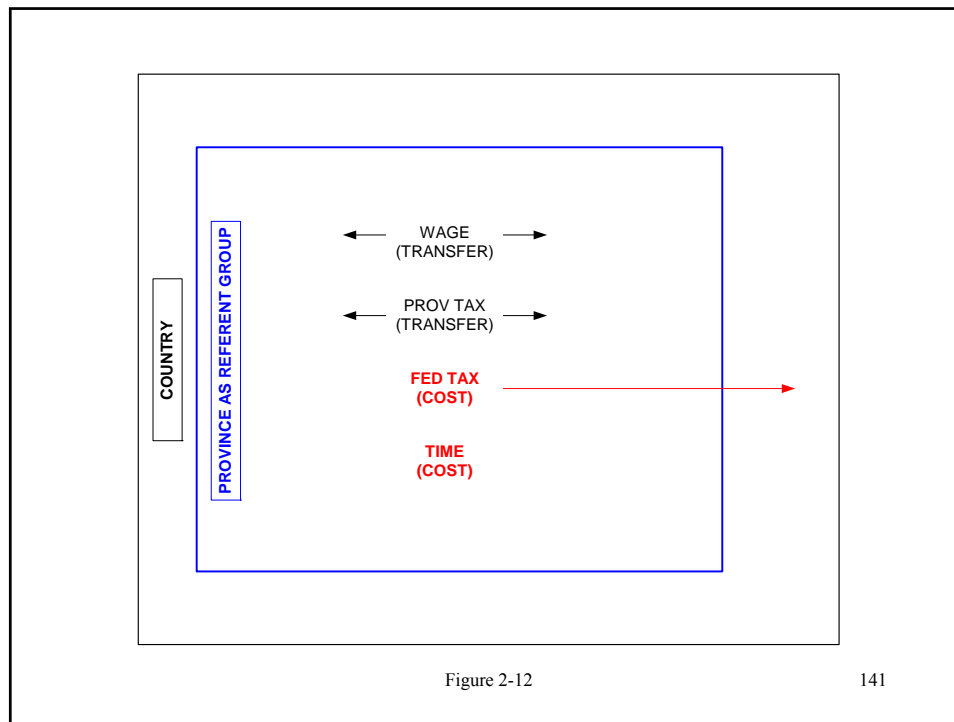 COUNTRY
PROVINCE AS REFERENT GROUP
WAGE
(TRANSFER)
PROV TAX
(TRANSFER)
FED TAX
(COST)
TIME
(COST)
Figure 2-12
141